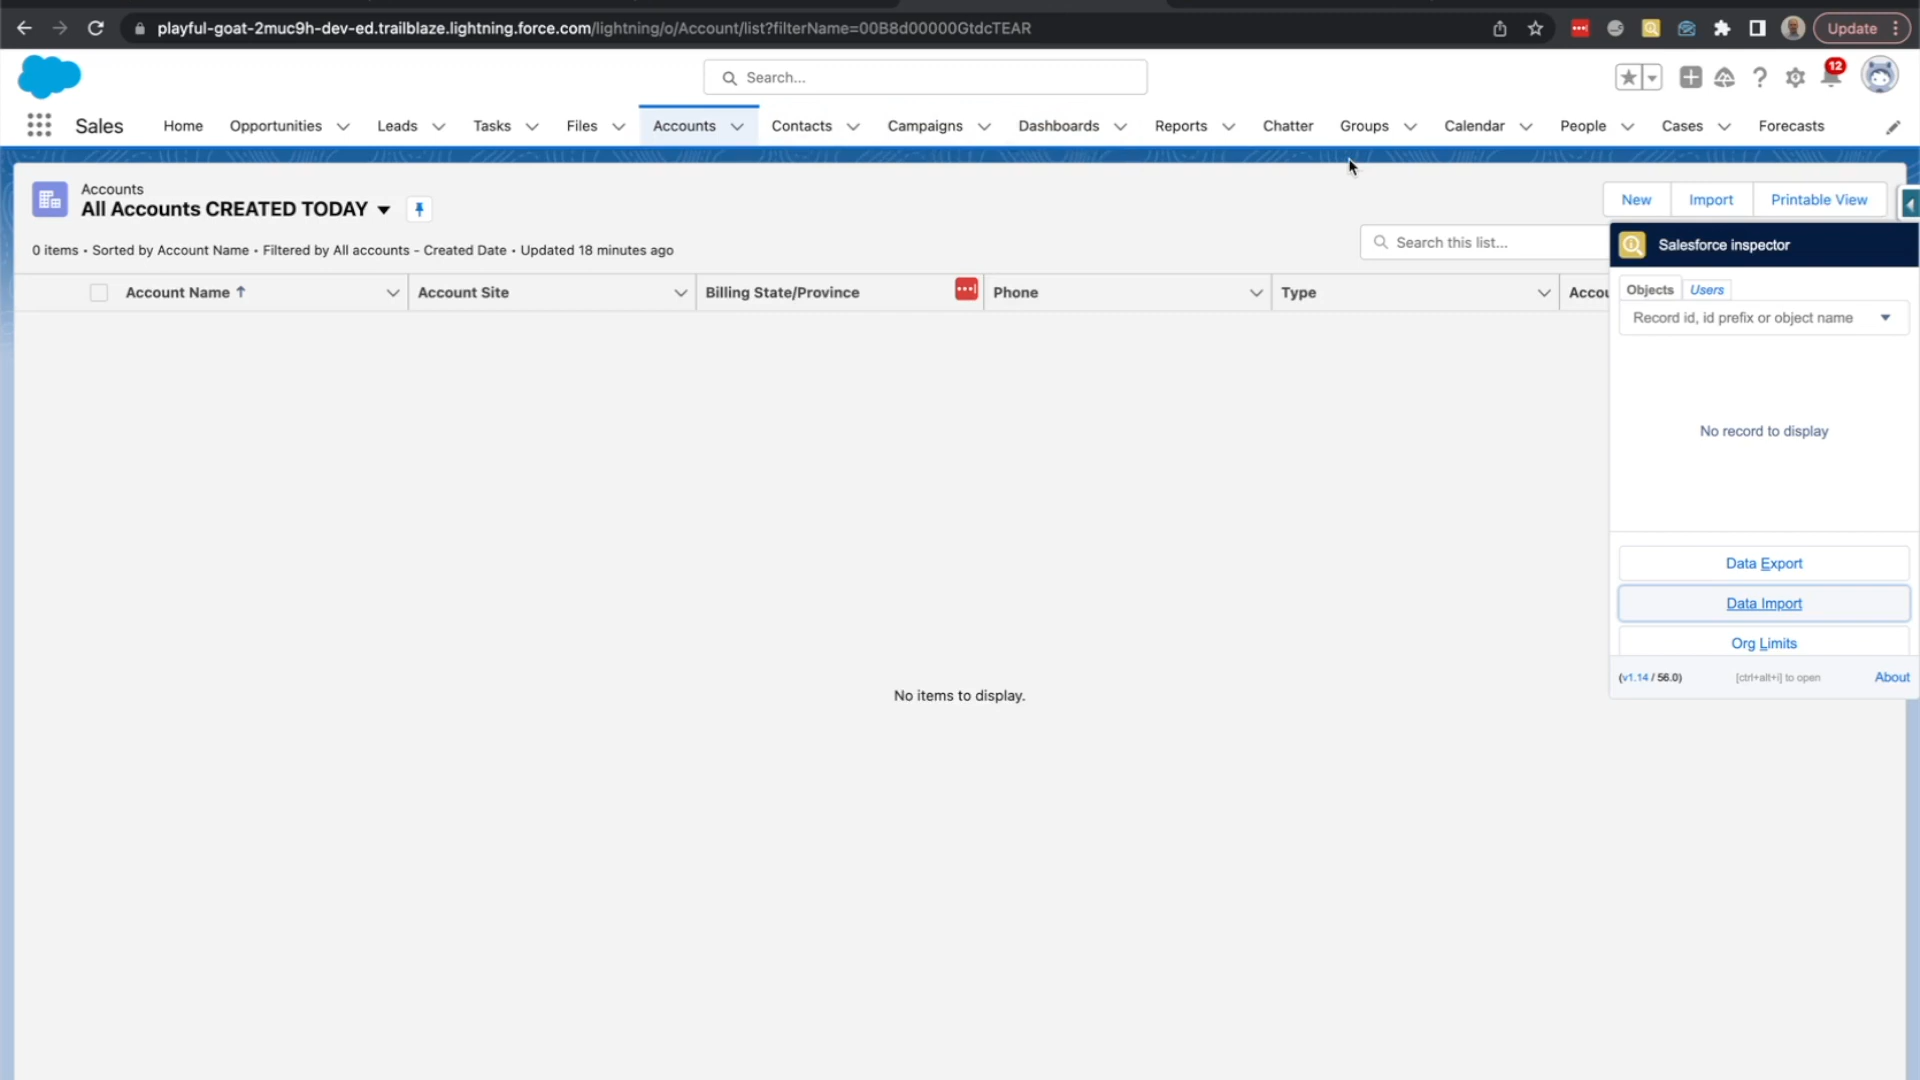 playful-goat-2muc9h-dev-ed.trailblaze.lightning.force.com/lightning/o/Account/list?filterName=00B8d00000GtdcTEAR
Update
Search...
12
Sales
Home
Opportunities
Leads
Tasks
Files
Accounts
Contacts
Campaigns
Dashboards
Reports
Chatter
Groups
Calendar
People
Cases
Forecasts
Accounts
All Accounts CREATED TODAY
New
Import
Printable View
0 items • Sorted by Account Name • Filtered by All accounts - Created Date • Updated 18 minutes ago
Search this list...
Account Name ↑
Account Site
Billing State/Province
Phone
Type
Accou
Salesforce inspector
Objects
Users
Record id, id prefix or object name
No record to display
Data Export
Data Import
Org Limits
(v1.14 / 56.0)
[ctrl+alt+i] to open
About
No items to display.